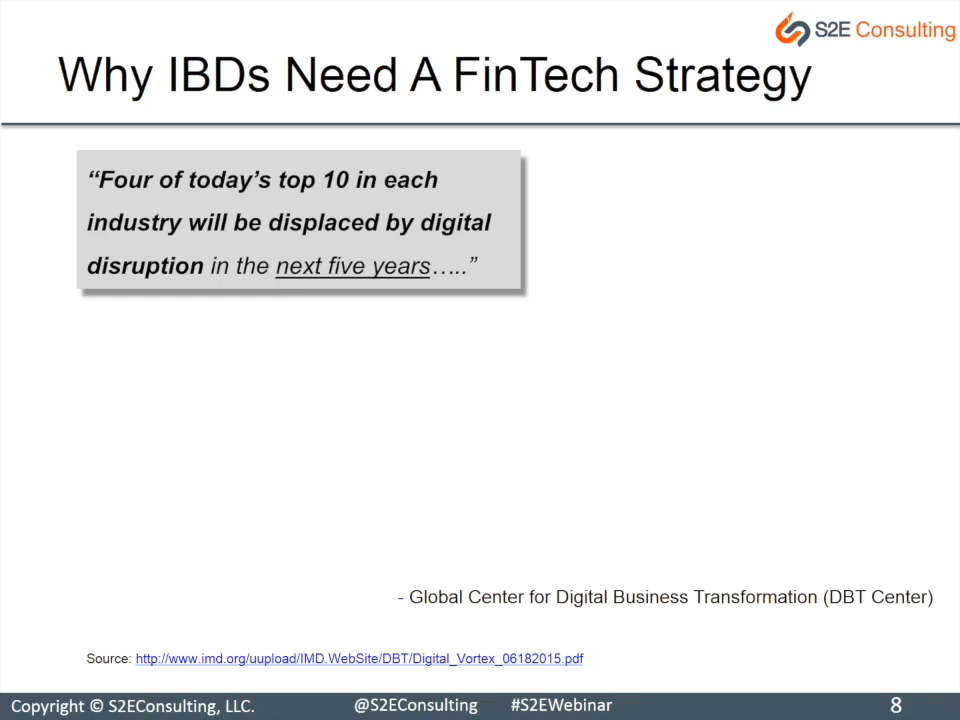 S2E Consulting
Why IBDs Need A FinTech Strategy
“Four of today’s top 10 in each
industry will be displaced by digital
disruption in the next five years…..”
- Global Center for Digital Business Transformation (DBT Center)
Source: http://www.imd.org/uupload/IMD.WebSite/DBT/Digital_Vortex_06182015.pdf
Copyright © S2EConsulting, LLC. @S2EConsulting #S2EWebinar 8